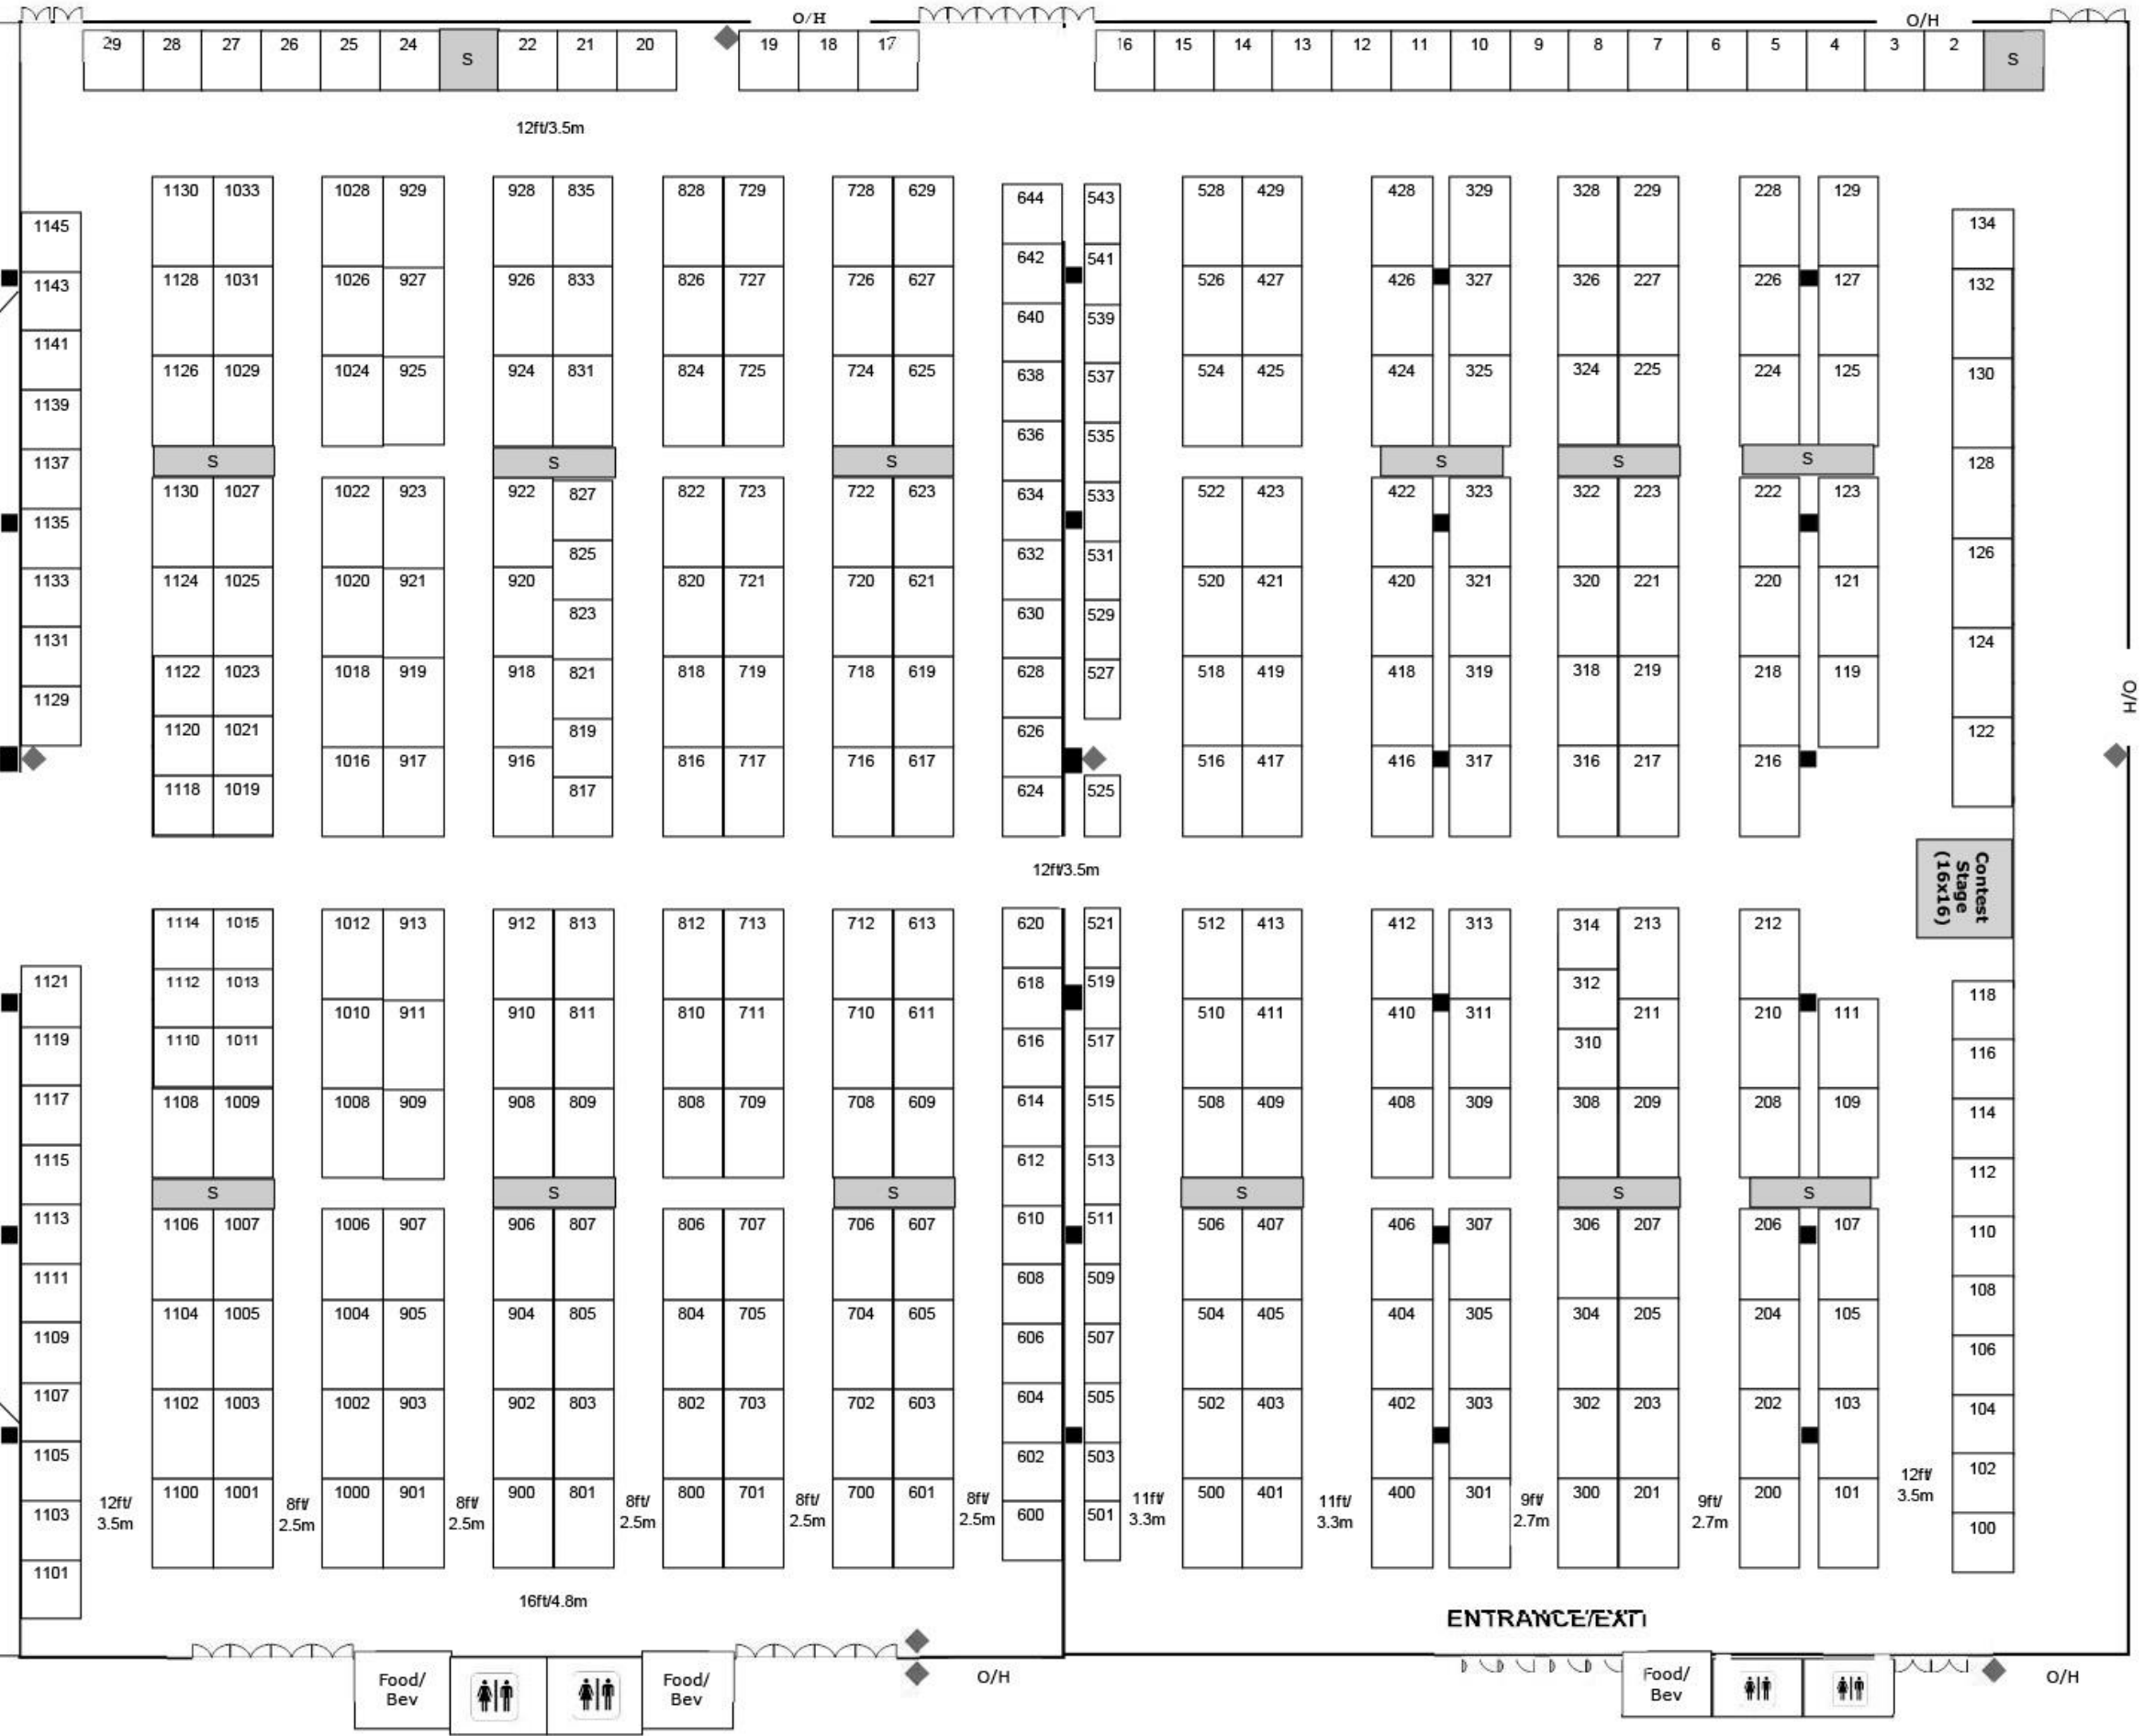 O/H
O/H
29 28 27 26 25 24 S 22 21 20 19 18 17 16 15 14 13 12 11 10 9 8 7 6 5 4 3 2 S
12ft/3.5m
1130 1033 1028 929 928 835 828 729 728 629 644 543 528 429 428 329 328 229 228 129
1145 134
642 541
1143 1128 1031 1026 927 926 833 826 727 726 627 526 427 426 327 326 227 226 127 132
640 539
1141
1126 1029 1024 925 924 831 824 725 724 625 638 537 524 425 424 325 324 225 224 125 130
1139
636 535
1137 S S S S S S 128
1130 1027 1022 923 922 827 822 723 722 623 634 533 522 423 422 323 322 223 222 123
1135
825 632 531 126
1133 1124 1025 1020 921 920 820 721 720 621 520 421 420 321 320 221 220 121
823 630 529
1131 124
1122 1023 1018 919 918 821 818 719 718 619 628 527 518 419 418 319 318 219 218 119
1129 O/H
1120 1021 819 626 122
1016 917 916 816 717 716 617 516 417 416 317 316 217 216
1118 1019 817 624 525
12ft/3.5m
Contest
Stage
(16x16)
1114 1015 1012 913 912 813 812 713 712 613 620 521 512 413 412 313 314 213 212
1121 1112 1013 618 519 312 118
1010 911 910 811 810 711 710 611 510 411 410 311 211 210 111
1119 1110 1011 616 517 310 116
1117 1108 1009 1008 909 908 809 808 709 708 609 614 515 508 409 408 309 308 209 208 109 114
1115 612 513 112
S S S S S S
1113 1106 1007 1006 907 906 807 806 707 706 607 610 511 506 407 406 307 306 207 206 107 110
1111 608 509 108
1104 1005 1004 905 904 805 804 705 704 605 504 405 404 305 304 205 204 105
1109 606 507 106
1107 1102 1003 1002 903 902 803 802 703 702 603 604 505 502 403 402 303 302 203 202 103 104
1105 602 503 102
1100 1001 1000 901 900 801 800 701 700 601 500 401 400 301 300 201 200 101
1103 600 501 100
12ft/
3.5m
8ft/
2.5m
8ft/
2.5m
8ft/
2.5m
8ft/
2.5m
8ft/
2.5m
11ft/
3.3m
11ft/
3.3m
9ft/
2.7m
9ft/
2.7m
12ft/
3.5m
1101
16ft/4.8m
ENTRANCE/EXIT
Food/
Bev
Food/
Bev
O/H
Food/
Bev
O/H